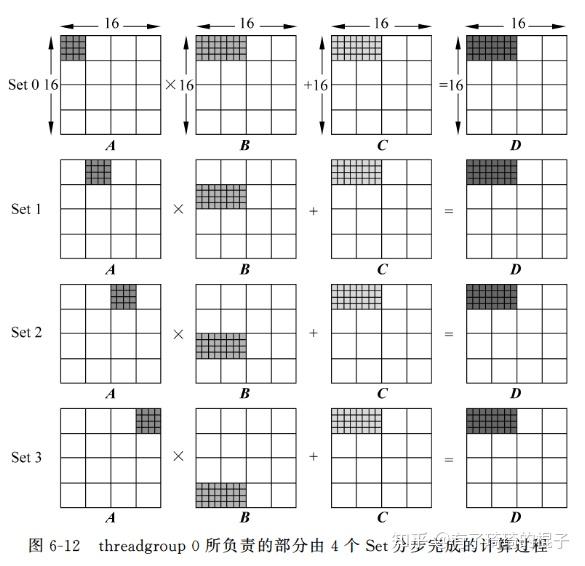 16 16 16 16
Set 0 16 ×16 +16 =16
A B C D
Set 1 × + =
A B C D
Set 2 × + =
A B C D
Set 3 × + =
A B C D
图 6-12 threadgroup 0 所负责的部分由 4 个 Set 分步完成的计算过程
知乎